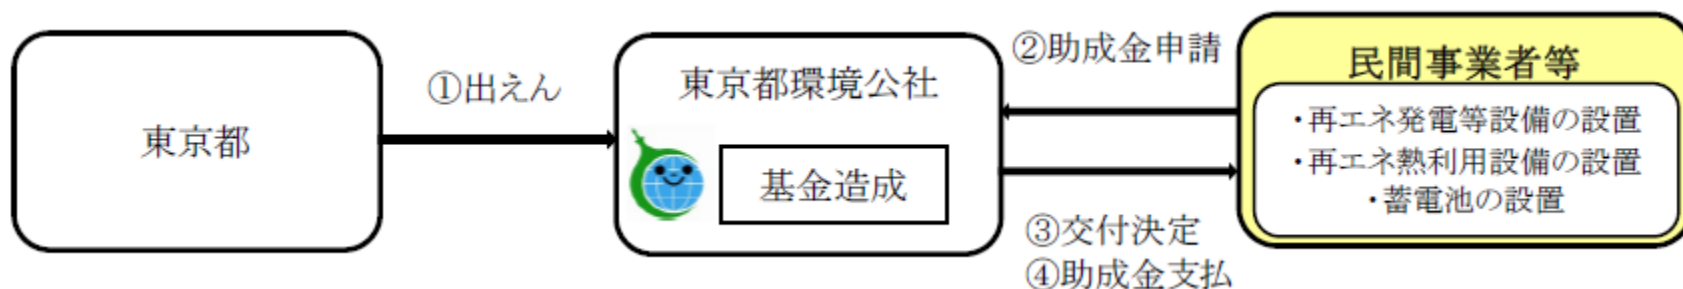 東京都
①出えん
東京都環境公社
基金造成
②助成金申請
③交付決定
④助成金支払
民間事業者等
・再エネ発電等設備の設置
・再エネ熱利用設備の設置
・蓄電池の設置